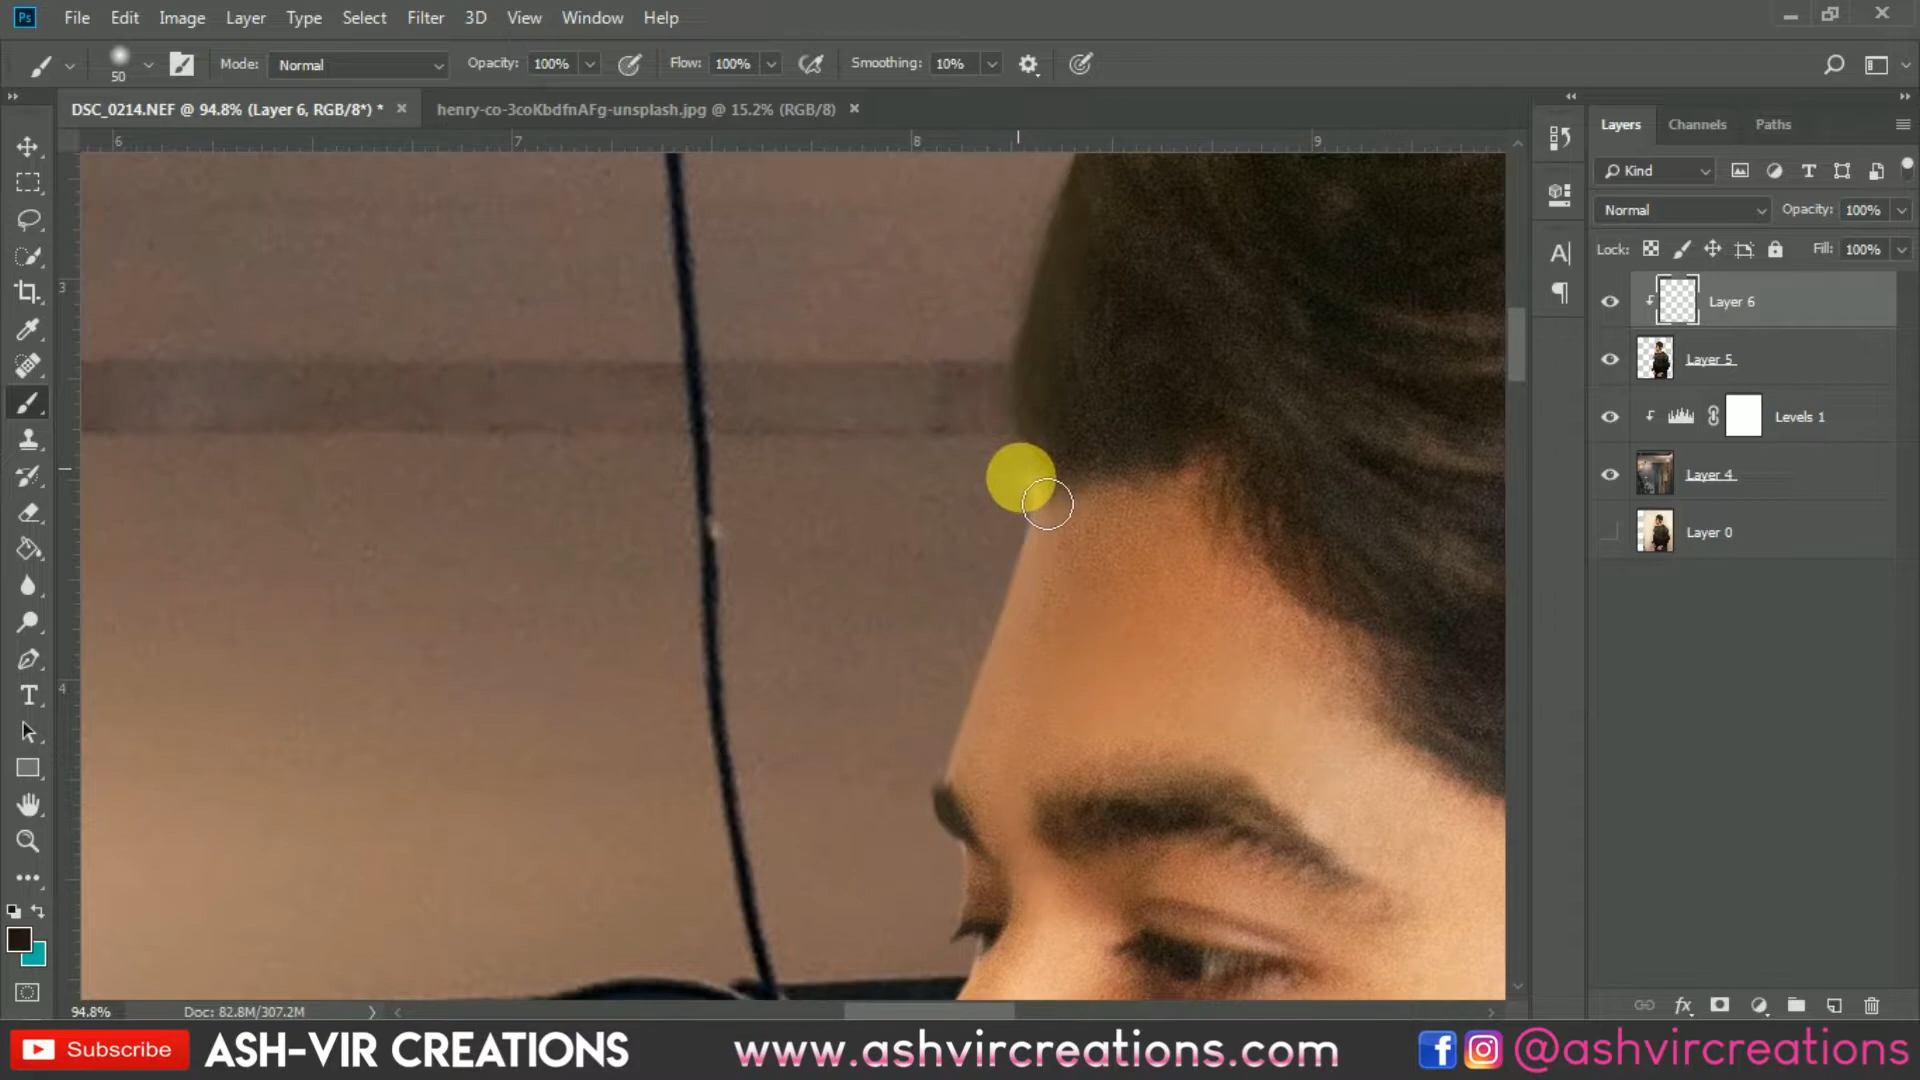 Ps File Edit Image Layer Type Select Filter 3D View Window Help
50 Mode: Normal Opacity: 100% Flow: 100% Smoothing: 10%
DSC_0214.NEF @ 94.8% (Layer 6, RGB/8*) * henry-co-3coKbdfnAFg-unsplash.jpg @ 15.2% (RGB/8)
6 7 8 9
3
4
Layers Channels Paths
Kind
Normal Opacity: 100%
Lock: Fill: 100%
Layer 6
Layer 5
Levels 1
Layer 4
Layer 0
94.8% Doc: 82.8M/307.2M
Subscribe ASH-VIR CREATIONS www.ashvircreations.com @ashvircreations